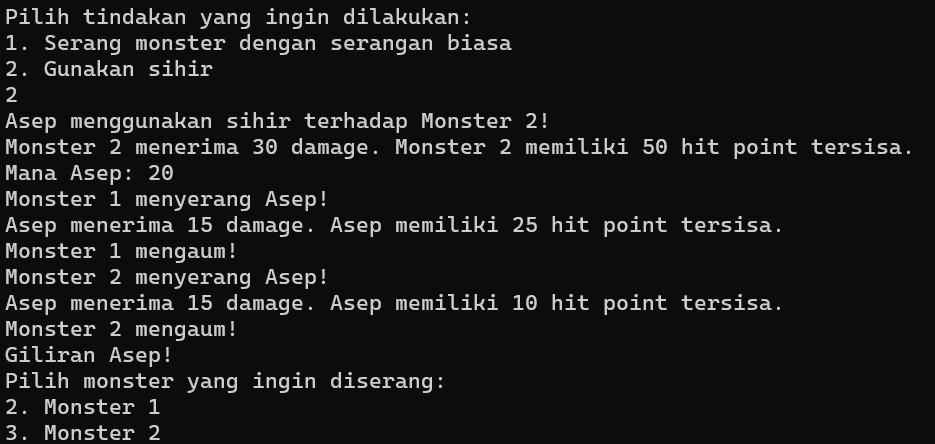 Pilih tindakan yang ingin dilakukan:
1. Serang monster dengan serangan biasa
2. Gunakan sihir
2
Asep menggunakan sihir terhadap Monster 2!
Monster 2 menerima 30 damage. Monster 2 memiliki 50 hit point tersisa.
Mana Asep: 20
Monster 1 menyerang Asep!
Asep menerima 15 damage. Asep memiliki 25 hit point tersisa.
Monster 1 mengaum!
Monster 2 menyerang Asep!
Asep menerima 15 damage. Asep memiliki 10 hit point tersisa.
Monster 2 mengaum!
Giliran Asep!
Pilih monster yang ingin diserang:
2. Monster 1
3. Monster 2